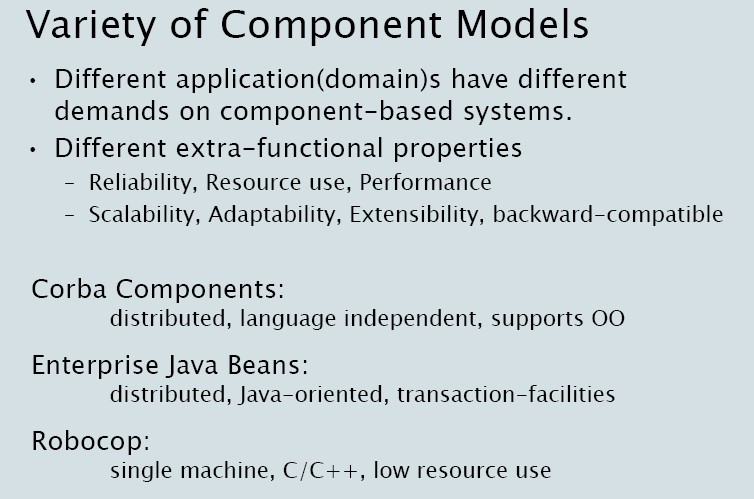 Variety of Component Models
• Different application(domain)s have different
demands on component-based systems.
• Different extra-functional properties
– Reliability, Resource use, Performance
– Scalability, Adaptability, Extensibility, backward-compatible
Corba Components:
distributed, language independent, supports OO
Enterprise Java Beans:
distributed, Java-oriented, transaction-facilities
Robocop:
single machine, C/C++, low resource use